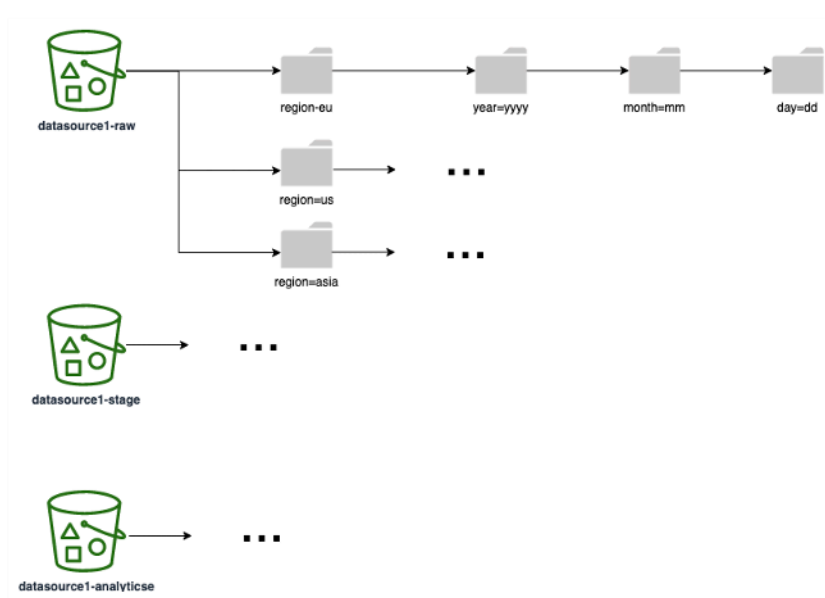 datasource1-raw
region-eu
year=yyyy
month=mm
day=dd
region=us
...
region=asia
...
datasource1-stage
...
datasource1-analyticse
...